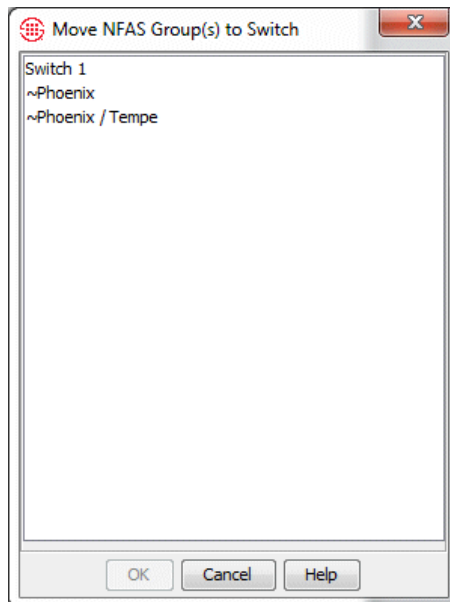 Move NFAS Group(s) to Switch
Switch 1
~Phoenix
~Phoenix / Tempe
OK Cancel Help